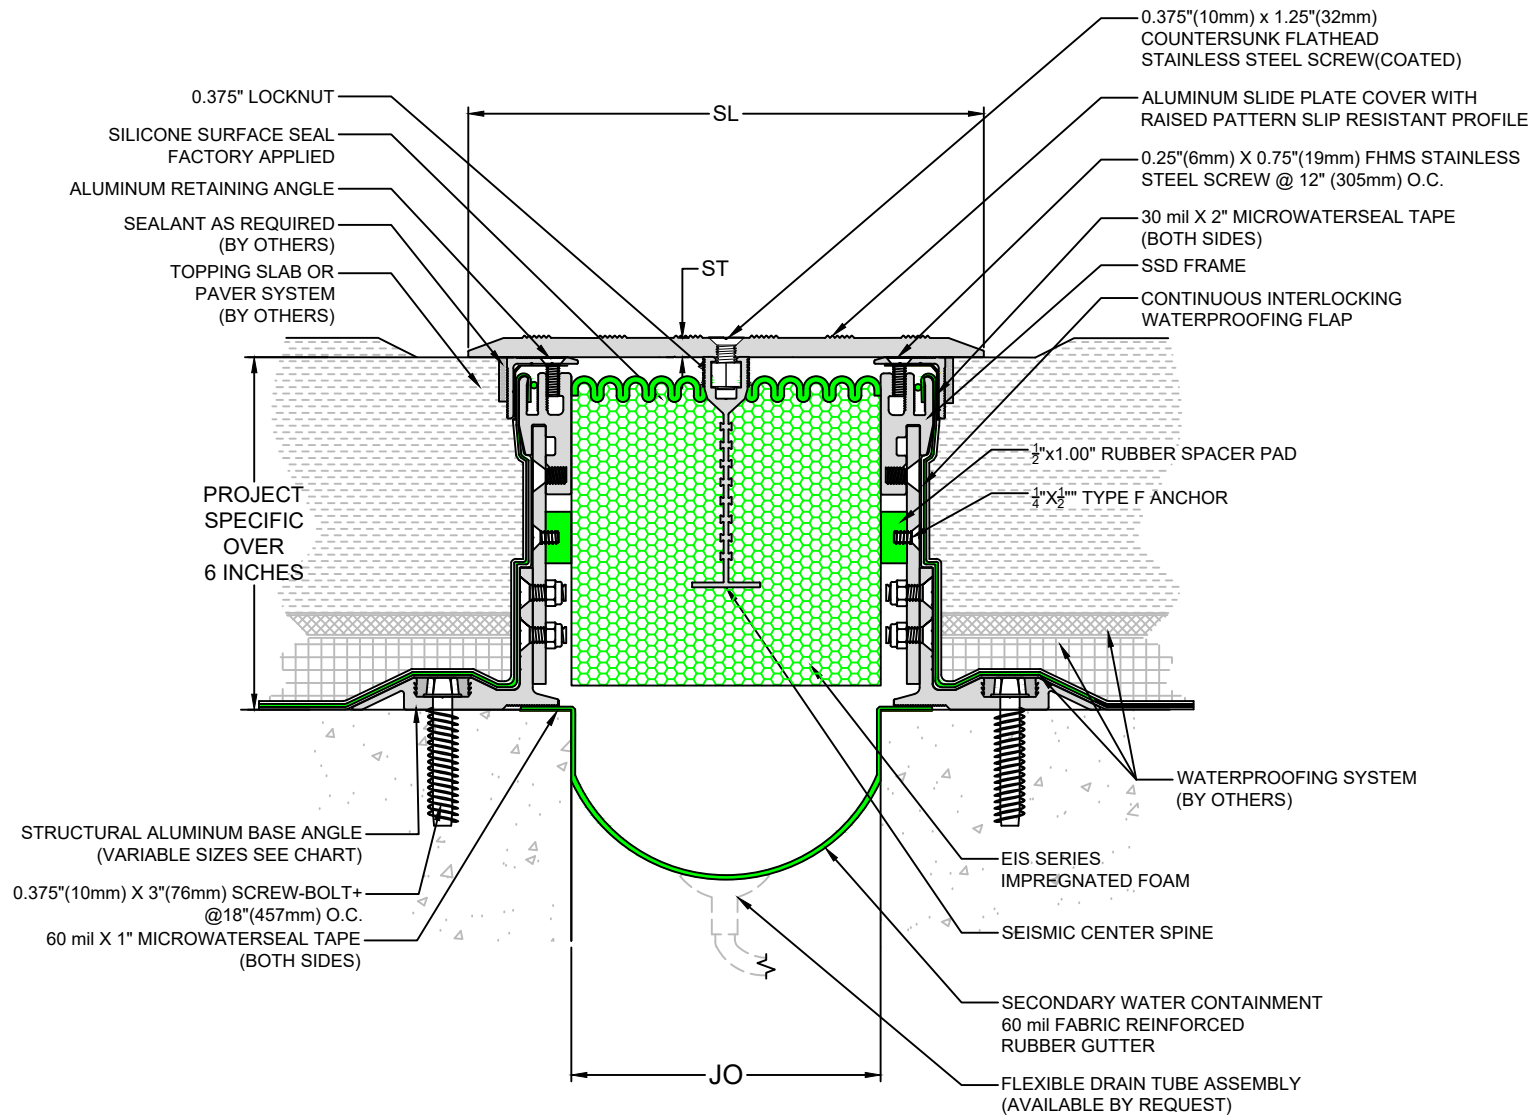 0.375"(10mm) x 1.25"(32mm)
COUNTERSUNK FLATHEAD
STAINLESS STEEL SCREW(COATED)
ALUMINUM SLIDE PLATE COVER WITH
RAISED PATTERN SLIP RESISTANT PROFILE
0.25"(6mm) X 0.75"(19mm) FHMS STAINLESS
STEEL SCREW @ 12" (305mm) O.C.
30 mil X 2" MICROWATERSEAL TAPE
(BOTH SIDES)
SSD FRAME
CONTINUOUS INTERLOCKING
WATERPROOFING FLAP
0.375" LOCKNUT
SILICONE SURFACE SEAL
FACTORY APPLIED
ALUMINUM RETAINING ANGLE
SEALANT AS REQUIRED
(BY OTHERS)
TOPPING SLAB OR
PAVER SYSTEM
(BY OTHERS)
SL
ST
PROJECT
SPECIFIC
OVER
6 INCHES
1/2"x1.00" RUBBER SPACER PAD
1/4"X1/2"" TYPE F ANCHOR
WATERPROOFING SYSTEM
(BY OTHERS)
STRUCTURAL ALUMINUM BASE ANGLE
(VARIABLE SIZES SEE CHART)
0.375"(10mm) X 3"(76mm) SCREW-BOLT+
@18"(457mm) O.C.
60 mil X 1" MICROWATERSEAL TAPE
(BOTH SIDES)
EIS SERIES
IMPREGNATED FOAM
SEISMIC CENTER SPINE
SECONDARY WATER CONTAINMENT
60 mil FABRIC REINFORCED
RUBBER GUTTER
JO
FLEXIBLE DRAIN TUBE ASSEMBLY
(AVAILABLE BY REQUEST)